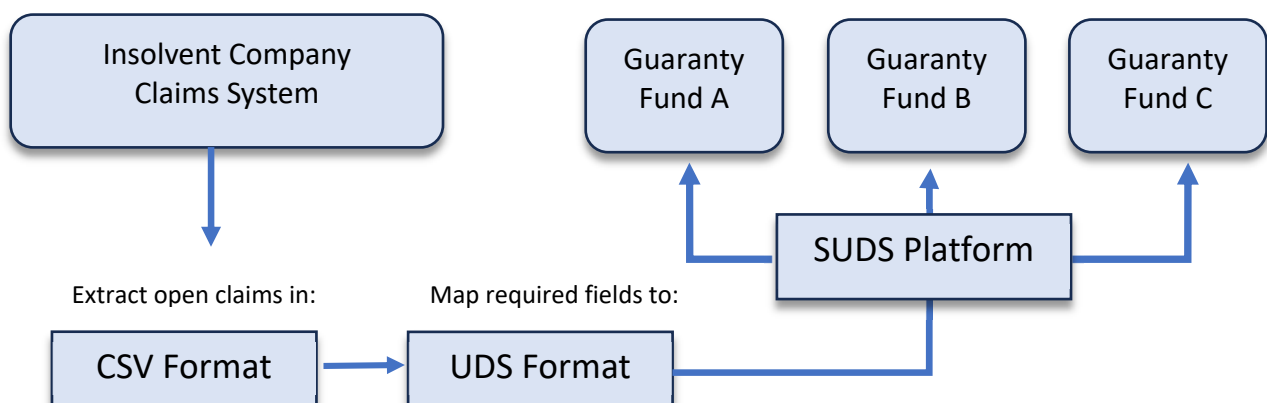 Insolvent Company
Claims System
Guaranty
Fund A
Guaranty
Fund B
Guaranty
Fund C
SUDS Platform
Extract open claims in:
Map required fields to:
CSV Format
UDS Format